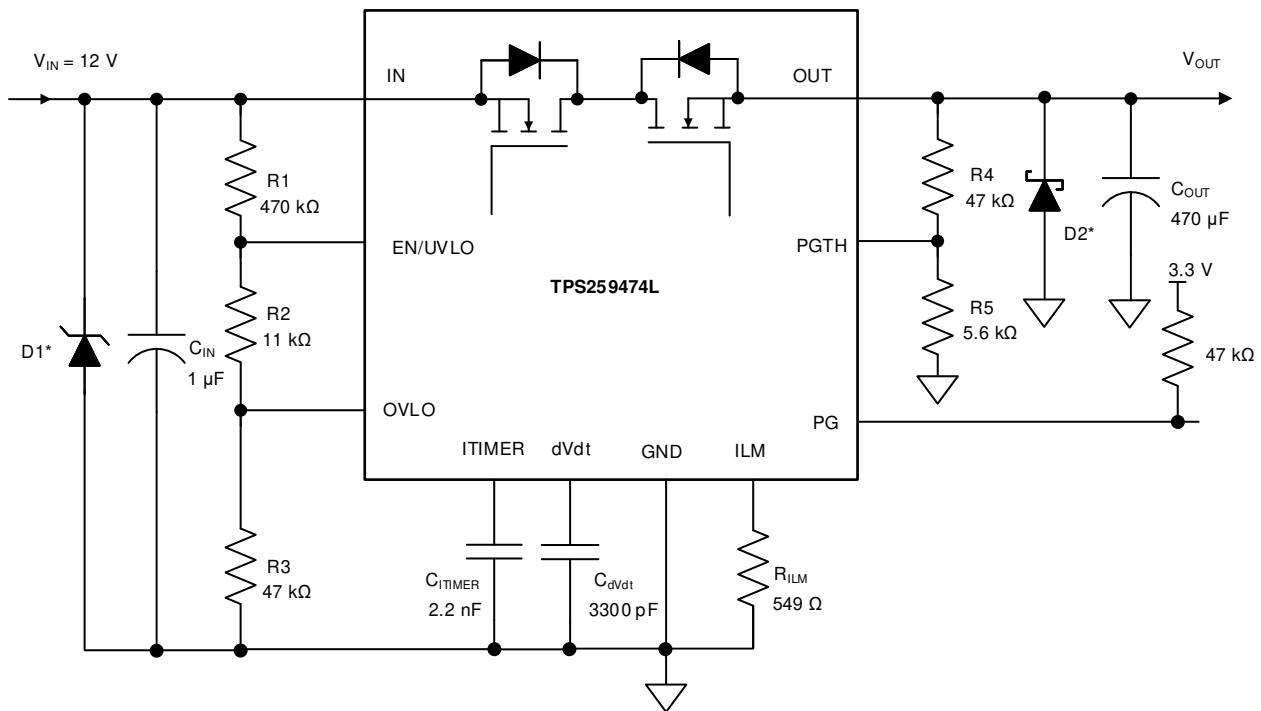 V_IN = 12 V
IN
OUT
V_OUT
R1
470 kΩ
R4
47 kΩ
C_OUT
470 µF
D2*
EN/UVLO
PGTH
3.3 V
TPS259474L
R2
11 kΩ
R5
5.6 kΩ
D1*
C_IN
1 µF
47 kΩ
OVLO
PG
ITIMER
dVdt
GND
ILM
R3
47 kΩ
C_ITIMER
2.2 nF
C_dVdt
3300 pF
R_ILM
549 Ω